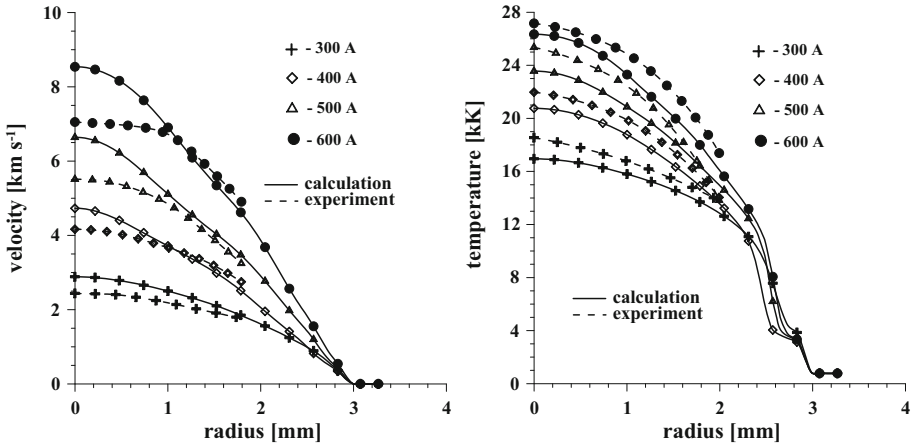 10
8
6
4
2
0
velocity [km s⁻¹]
- 300 A
- 400 A
- 500 A
- 600 A
calculation
experiment
0 1 2 3 4
radius [mm]
28
24
20
16
12
8
4
0
temperature [kK]
- 300 A
- 400 A
- 500 A
- 600 A
calculation
experiment
0 1 2 3 4
radius [mm]